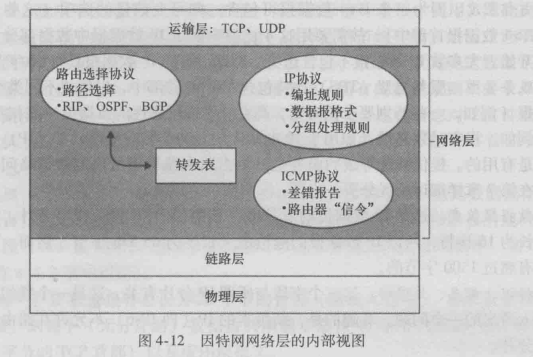 运输层：TCP、UDP
路由选择协议
•路径选择
•RIP、OSPF、BGP
IP协议
•编址规则
•数据报格式
•分组处理规则
网络层
转发表
ICMP协议
•差错报告
•路由器“信令”
链路层
物理层
图 4-12 因特网网络层的内部视图